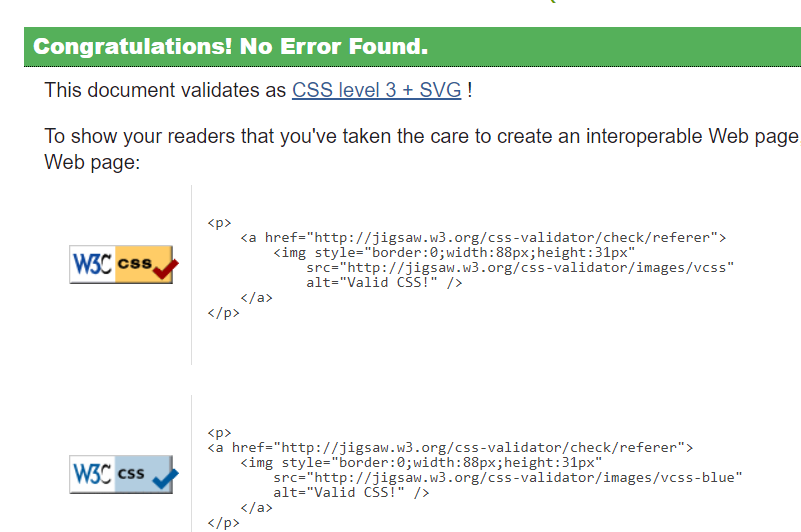 Congratulations! No Error Found.
This document validates as CSS level 3 + SVG !
To show your readers that you've taken the care to create an interoperable Web page,
Web page:
W3C css
<p>
<a href="http://jigsaw.w3.org/css-validator/check/referer">
<img style="border:0;width:88px;height:31px"
src="http://jigsaw.w3.org/css-validator/images/vcss"
alt="Valid CSS!" />
</a>
</p>
W3C css
<p>
<a href="http://jigsaw.w3.org/css-validator/check/referer">
<img style="border:0;width:88px;height:31px"
src="http://jigsaw.w3.org/css-validator/images/vcss-blue"
alt="Valid CSS!" />
</a>
</p>